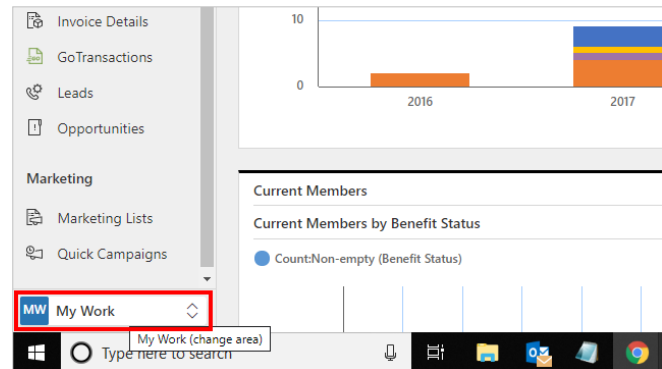 Invoice Details
GoTransactions
Leads
Opportunities
Marketing
Marketing Lists
Quick Campaigns
MW My Work
My Work (change area)
Type here to search
10
0
2016 2017
Current Members
Current Members by Benefit Status
Count:Non-empty (Benefit Status)